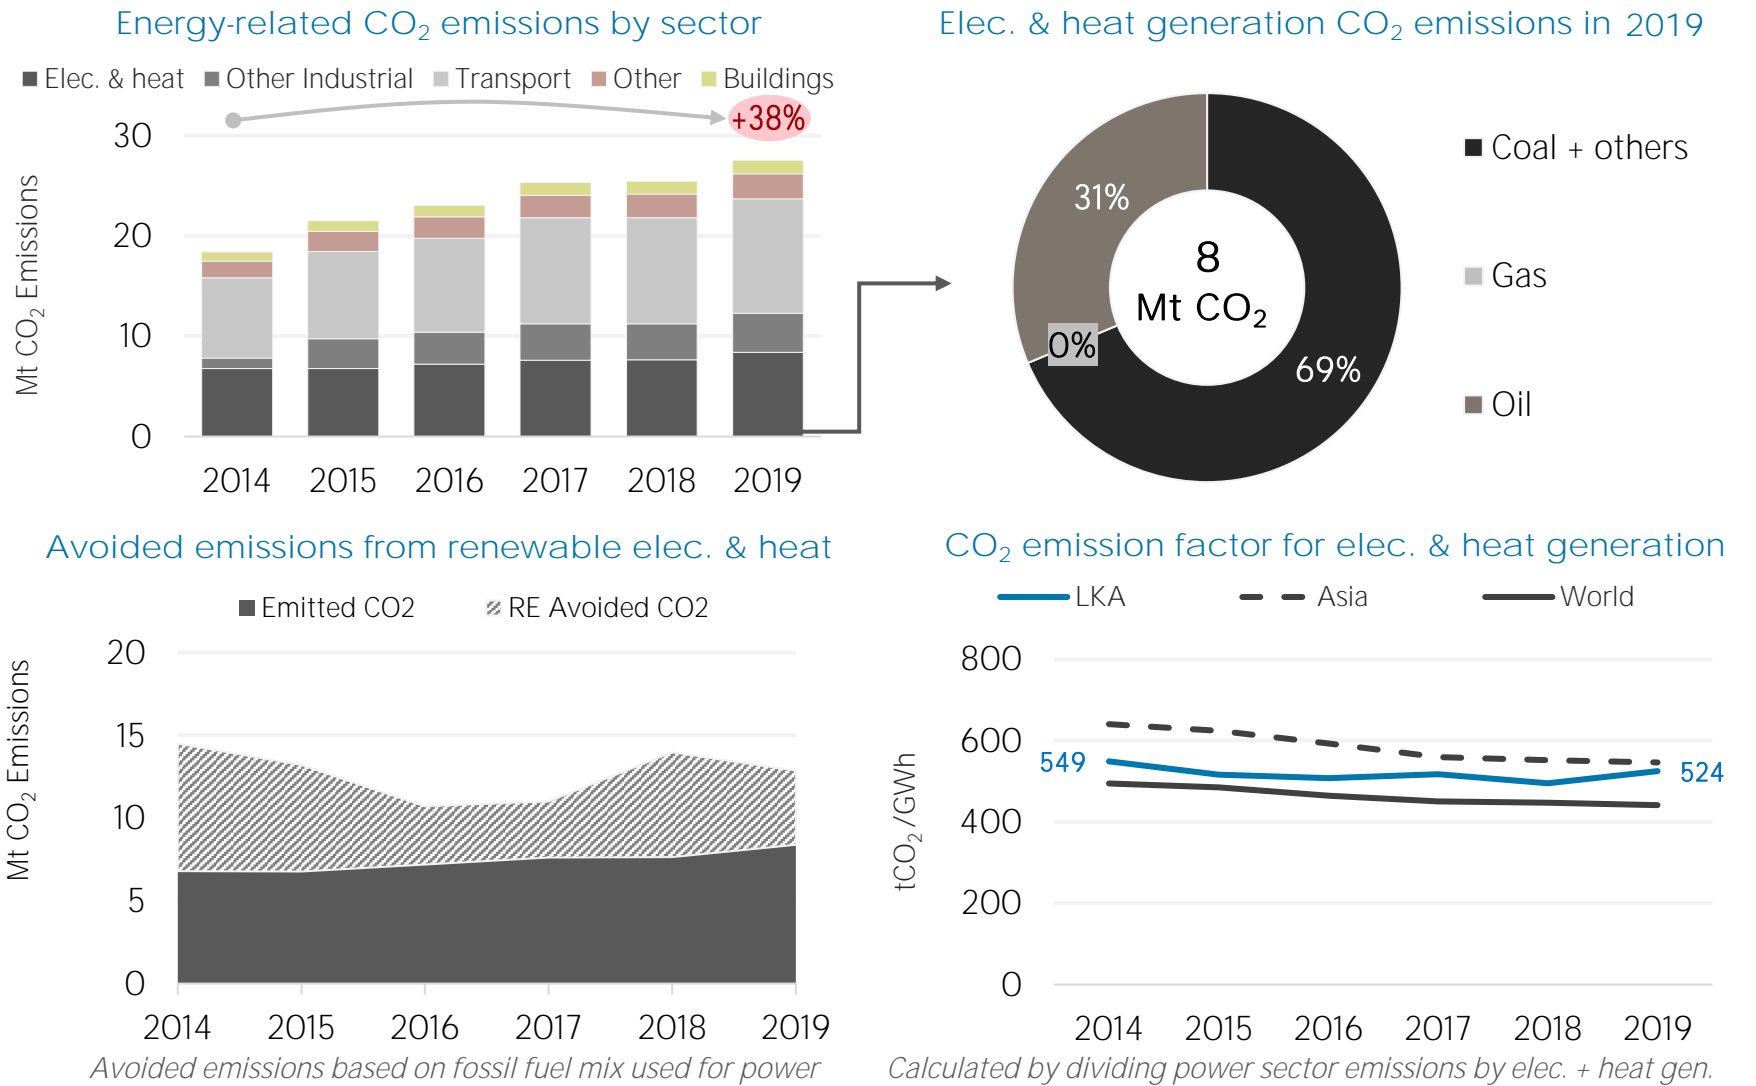 Energy-related CO₂ emissions by sector
Elec. & heat
Other Industrial
Transport
Other
Buildings
+38%
30
20
10
0
Mt CO₂ Emissions
2014
2015
2016
2017
2018
2019
Elec. & heat generation CO₂ emissions in 2019
31%
0%
69%
8
Mt CO₂
Coal + others
Gas
Oil
Avoided emissions from renewable elec. & heat
Emitted CO2
RE Avoided CO2
20
15
10
5
0
Mt CO₂ Emissions
2014
2015
2016
2017
2018
2019
Avoided emissions based on fossil fuel mix used for power
CO₂ emission factor for elec. & heat generation
LKA
Asia
World
800
600
400
200
0
tCO₂/GWh
549
524
2014
2015
2016
2017
2018
2019
Calculated by dividing power sector emissions by elec. + heat gen.